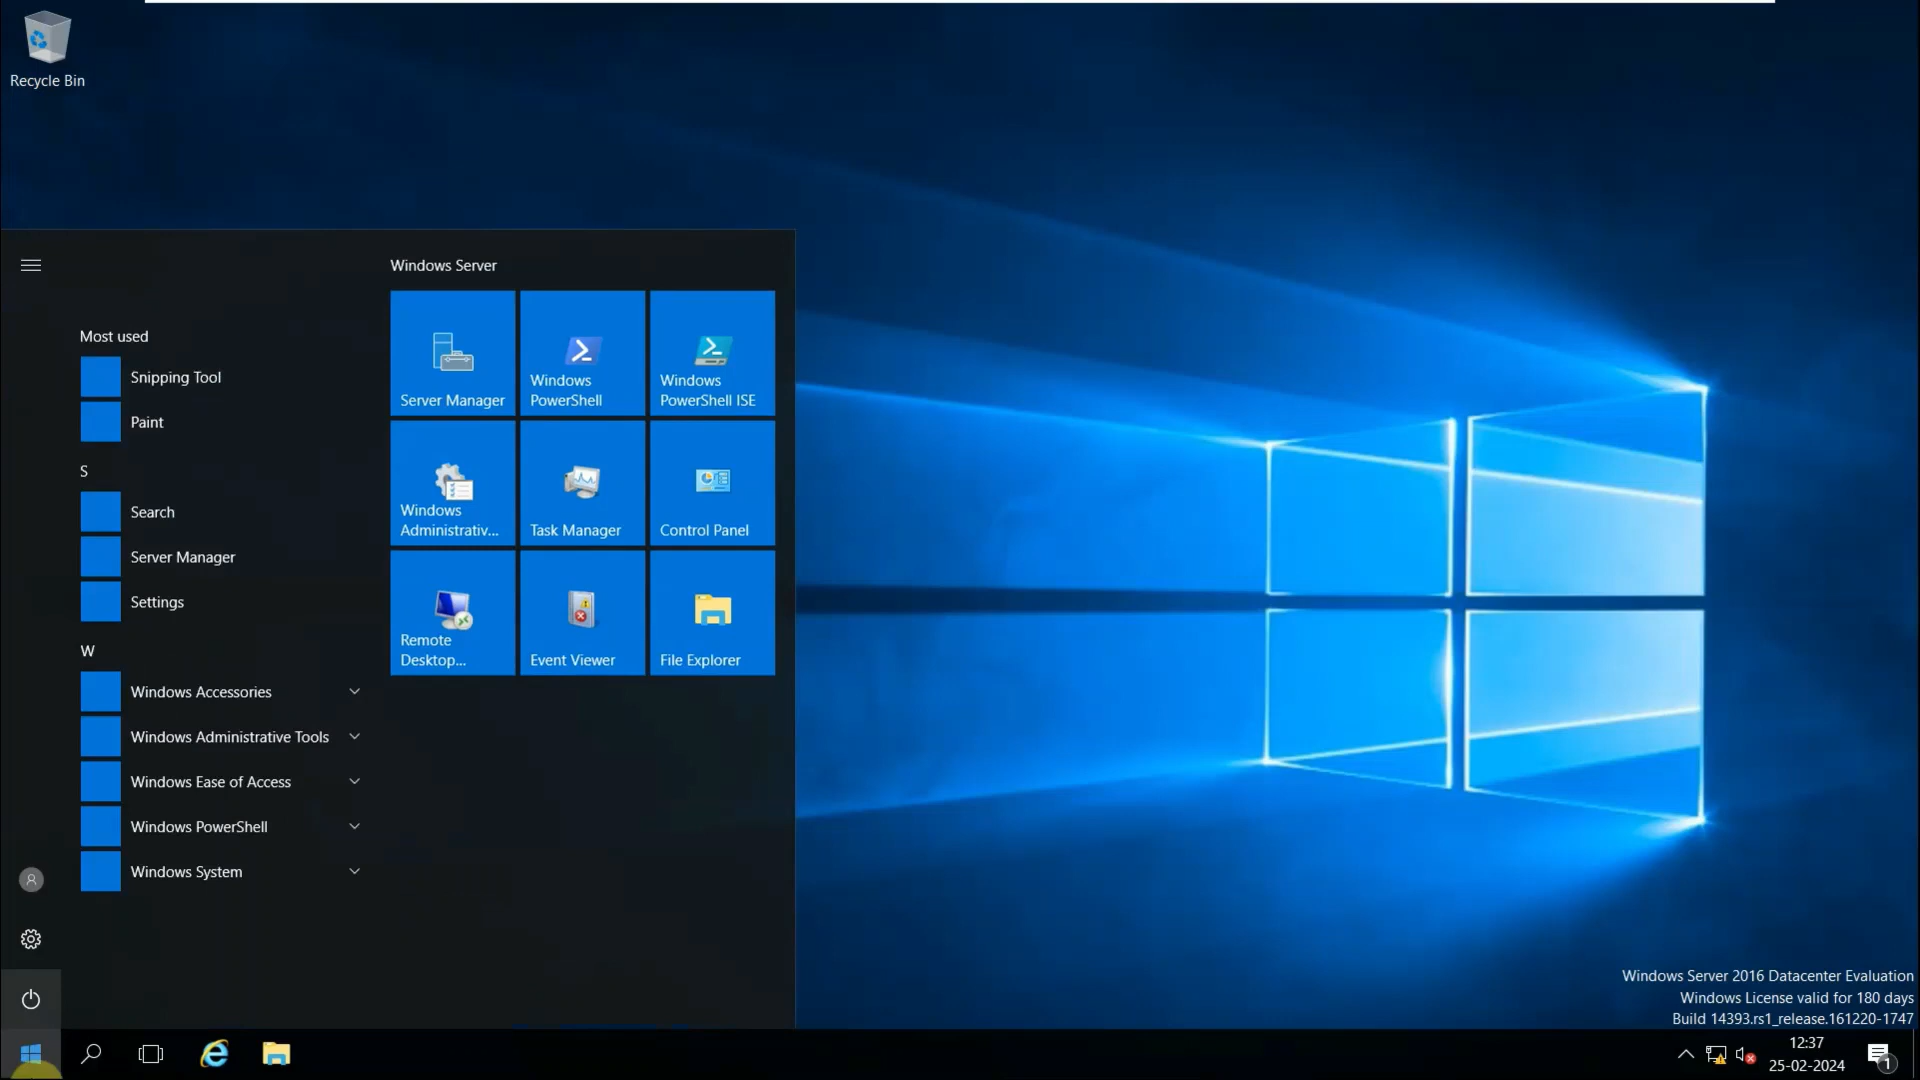 Recycle Bin
Windows Server
Most used
Snipping Tool
Paint
S
Search
Server Manager
Settings
W
Windows Accessories
Windows Administrative Tools
Windows Ease of Access
Windows PowerShell
Windows System
Server Manager
Windows
PowerShell
Windows
PowerShell ISE
Windows
Administrativ...
Task Manager
Control Panel
Remote
Desktop...
Event Viewer
File Explorer
Windows Server 2016 Datacenter Evaluation
Windows License valid for 180 days
Build 14393.rs1_release.161220-1747
12:37
25-02-2024
1